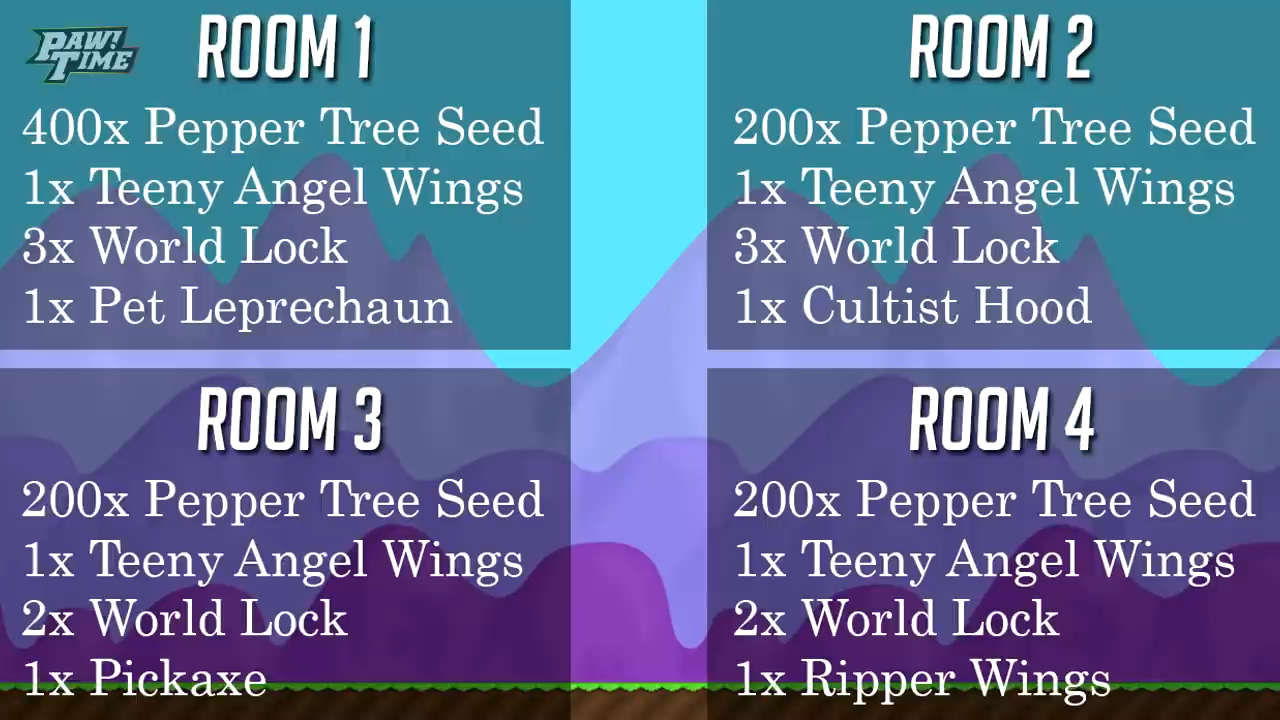 PAW!
TIME
ROOM 1
400x Pepper Tree Seed
1x Teeny Angel Wings
3x World Lock
1x Pet Leprechaun
ROOM 2
200x Pepper Tree Seed
1x Teeny Angel Wings
3x World Lock
1x Cultist Hood
ROOM 3
200x Pepper Tree Seed
1x Teeny Angel Wings
2x World Lock
1x Pickaxe
ROOM 4
200x Pepper Tree Seed
1x Teeny Angel Wings
2x World Lock
1x Ripper Wings